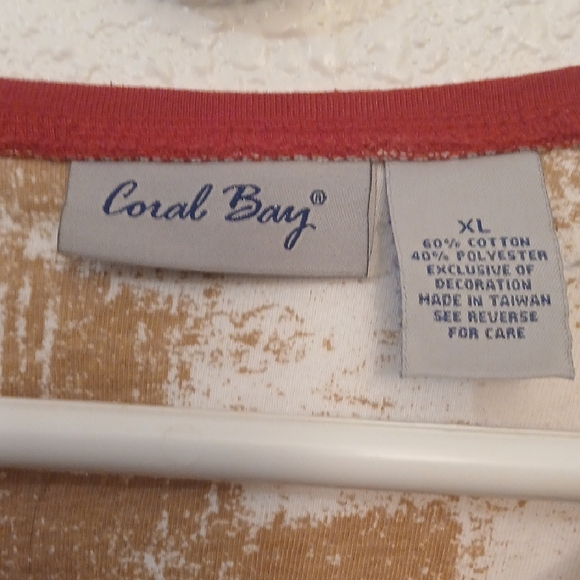 Coral Bay®
XL
60% COTTON
40% POLYESTER
EXCLUSIVE OF
DECORATION
MADE IN TAIWAN
SEE REVERSE
FOR CARE